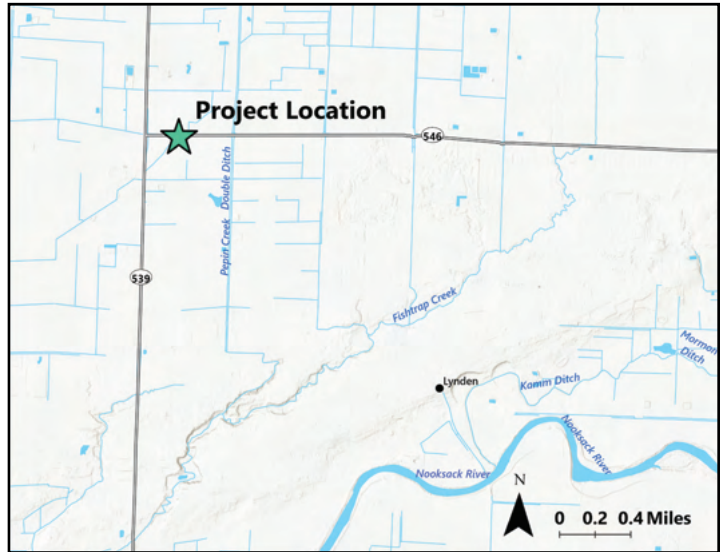 Project Location
546
Pepin Creek Double Ditch
539
Fishtrap Creek
Mormon
Ditch
Lynden
Kamm Ditch
Nooksack River
Nooksack River
N
0 0.2 0.4 Miles